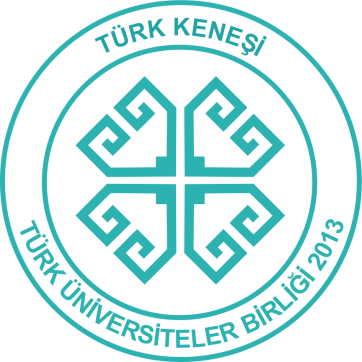 TÜRK KENEŞİ
TÜRK ÜNİVERSİTELER BİRLİĞİ 2013